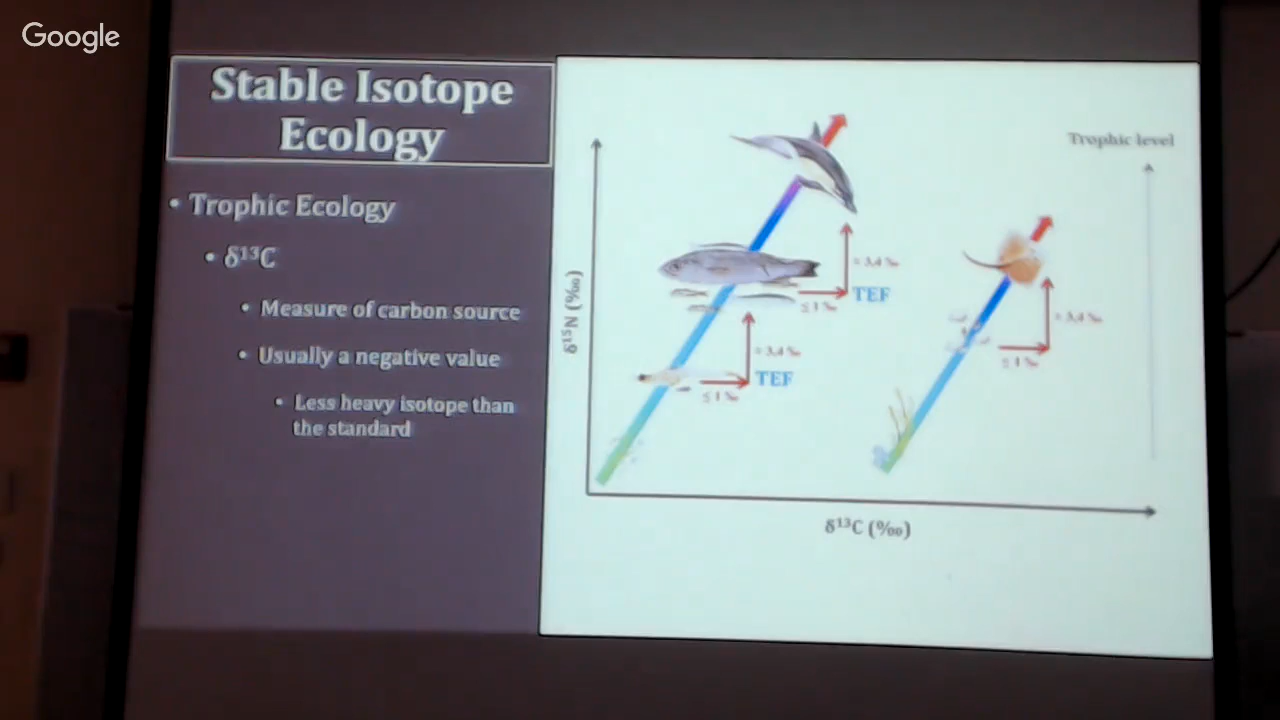 Google
Stable Isotope
Ecology
• Trophic Ecology
• δ¹³C
• Measure of carbon source
• Usually a negative value
• Less heavy isotope than
the standard
Trophic level
δ¹⁵N (‰)
≈ 3,4 ‰
≤ 1 ‰
TEF
≈ 3,4 ‰
≤ 1 ‰
TEF
≈ 3,4 ‰
≤ 1 ‰
δ¹³C (‰)